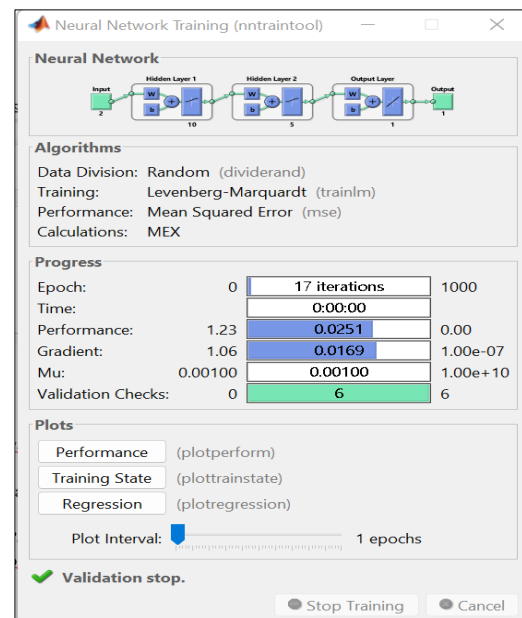 Neural Network Training (nntraintool)
Neural Network
Hidden Layer 1 Hidden Layer 2 Output Layer
Input Output
W W W
+ + +
b b b
2 10 5 1 1
Algorithms
Data Division: Random (dividerand)
Training: Levenberg-Marquardt (trainlm)
Performance: Mean Squared Error (mse)
Calculations: MEX
Progress
Epoch: 0 17 iterations 1000
Time: 0:00:00
Performance: 1.23 0.0251 0.00
Gradient: 1.06 0.0169 1.00e-07
Mu: 0.00100 0.00100 1.00e+10
Validation Checks: 0 6 6
Plots
Performance (plotperform)
Training State (plottrainstate)
Regression (plotregression)
Plot Interval: 1 epochs
Validation stop.
Stop Training Cancel